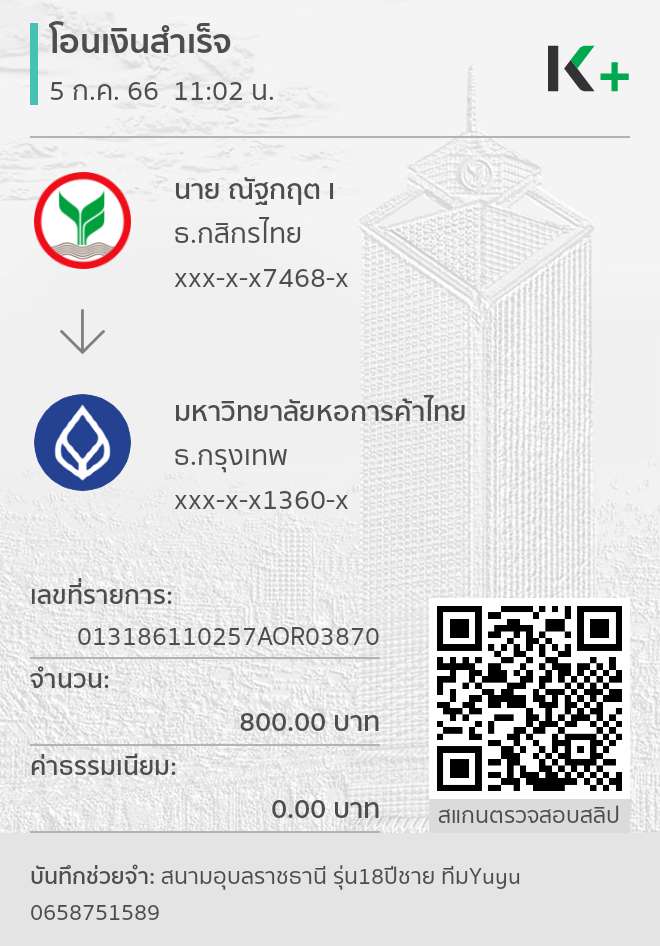 โอนเงินสำเร็จ
5 ก.ค. 66 11:02 น.
K+
นาย ณัฐกฤต เ
ธ.กสิกรไทย
xxx-x-x7468-x
มหาวิทยาลัยหอการค้าไทย
ธ.กรุงเทพ
xxx-x-x1360-x
เลขที่รายการ:
013186110257AOR03870
จำนวน:
800.00 บาท
ค่าธรรมเนียม:
0.00 บาท
สแกนตรวจสอบสลิป
บันทึกช่วยจำ: สนามอุบลราชธานี รุ่น18ปีชาย ทีมYuyu
0658751589